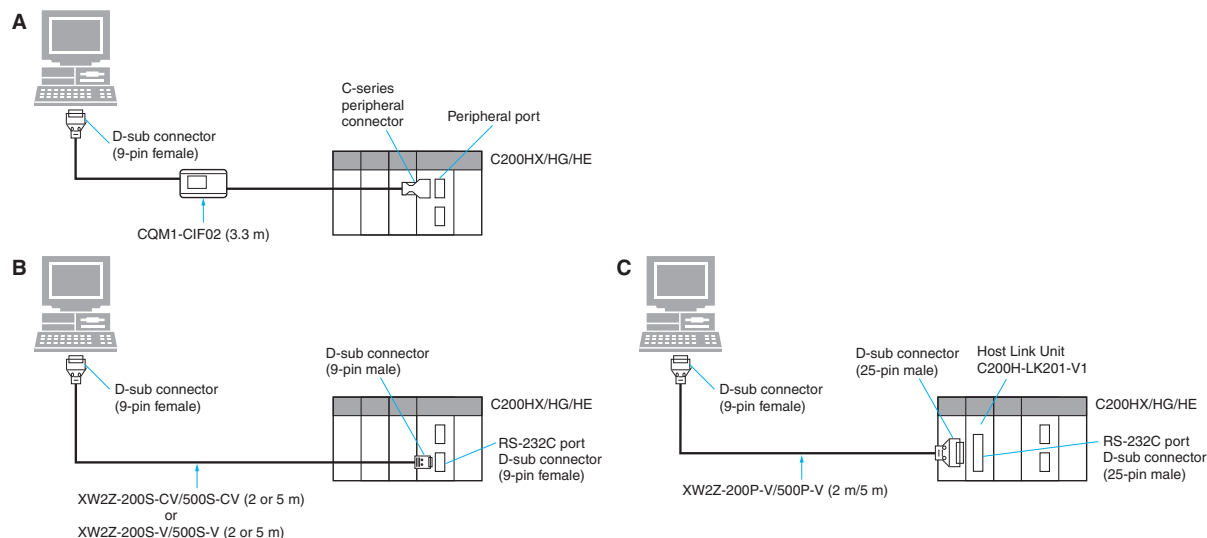 A
D-sub connector
(9-pin female)
C-series
peripheral
connector
Peripheral port
C200HX/HG/HE
CQM1-CIF02 (3.3 m)
B
D-sub connector
(9-pin female)
D-sub connector
(9-pin male)
C200HX/HG/HE
RS-232C port
D-sub connector
(9-pin female)
XW2Z-200S-CV/500S-CV (2 or 5 m)
or
XW2Z-200S-V/500S-V (2 or 5 m)
C
D-sub connector
(9-pin female)
D-sub connector
(25-pin male)
Host Link Unit
C200H-LK201-V1
C200HX/HG/HE
RS-232C port
D-sub connector
(25-pin male)
XW2Z-200P-V/500P-V (2 m/5 m)